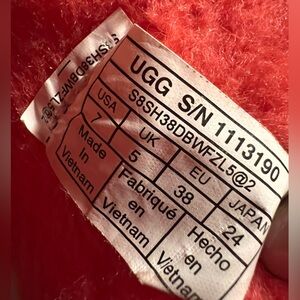 UGG S/N 1113190
S8SH38DBWFZL5@2
USA UK EU JAPAN
7 5 38 24
Made in Vietnam
Fabriqué en Vietnam
Hecho en